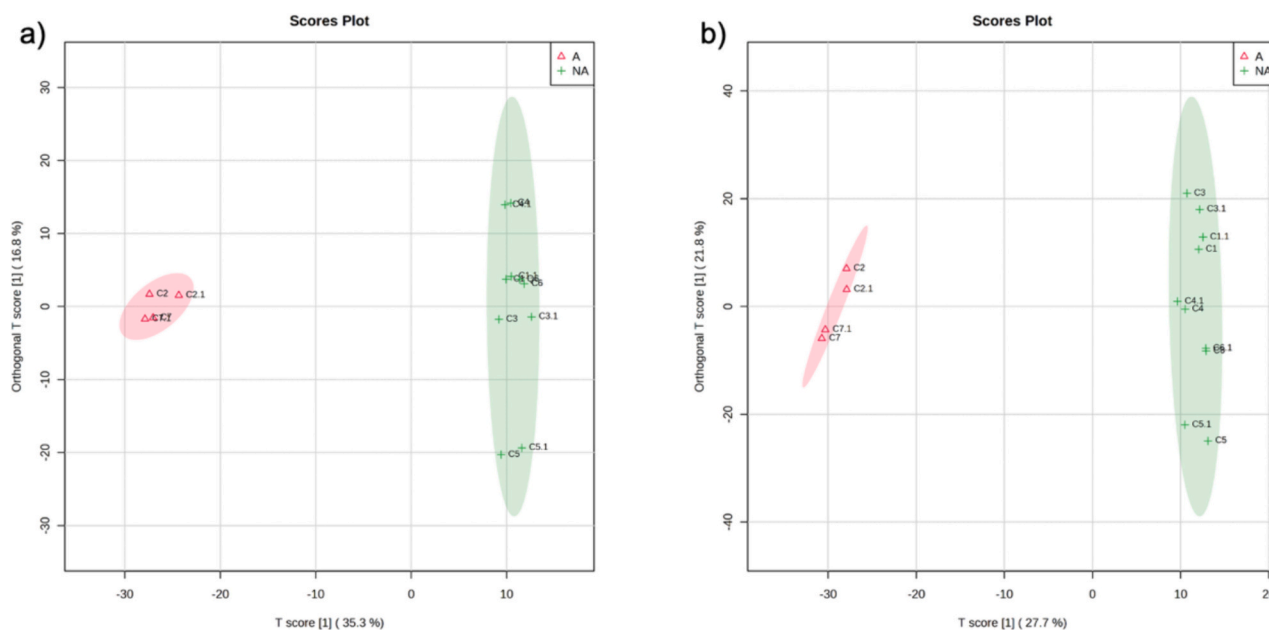 a)
Scores Plot
A
NA
30
20
10
0
-10
-20
-30
Orthogonal T score [1] ( 16.8 %)
C4
C4.1
C1.1
C6
C3
C3.1
C2
C2.1
C7
C5.1
C5
-30
-20
-10
0
10
T score [1] ( 35.3 %)
b)
Scores Plot
A
NA
40
20
0
-20
-40
Orthogonal T score [1] ( 21.8 %)
C3
C3.1
C1.1
C1
C2
C2.1
C4.1
C4
C7.1
C7
C6.1
C5.1
C5
-30
-20
-10
0
10
T score [1] ( 27.7 %)